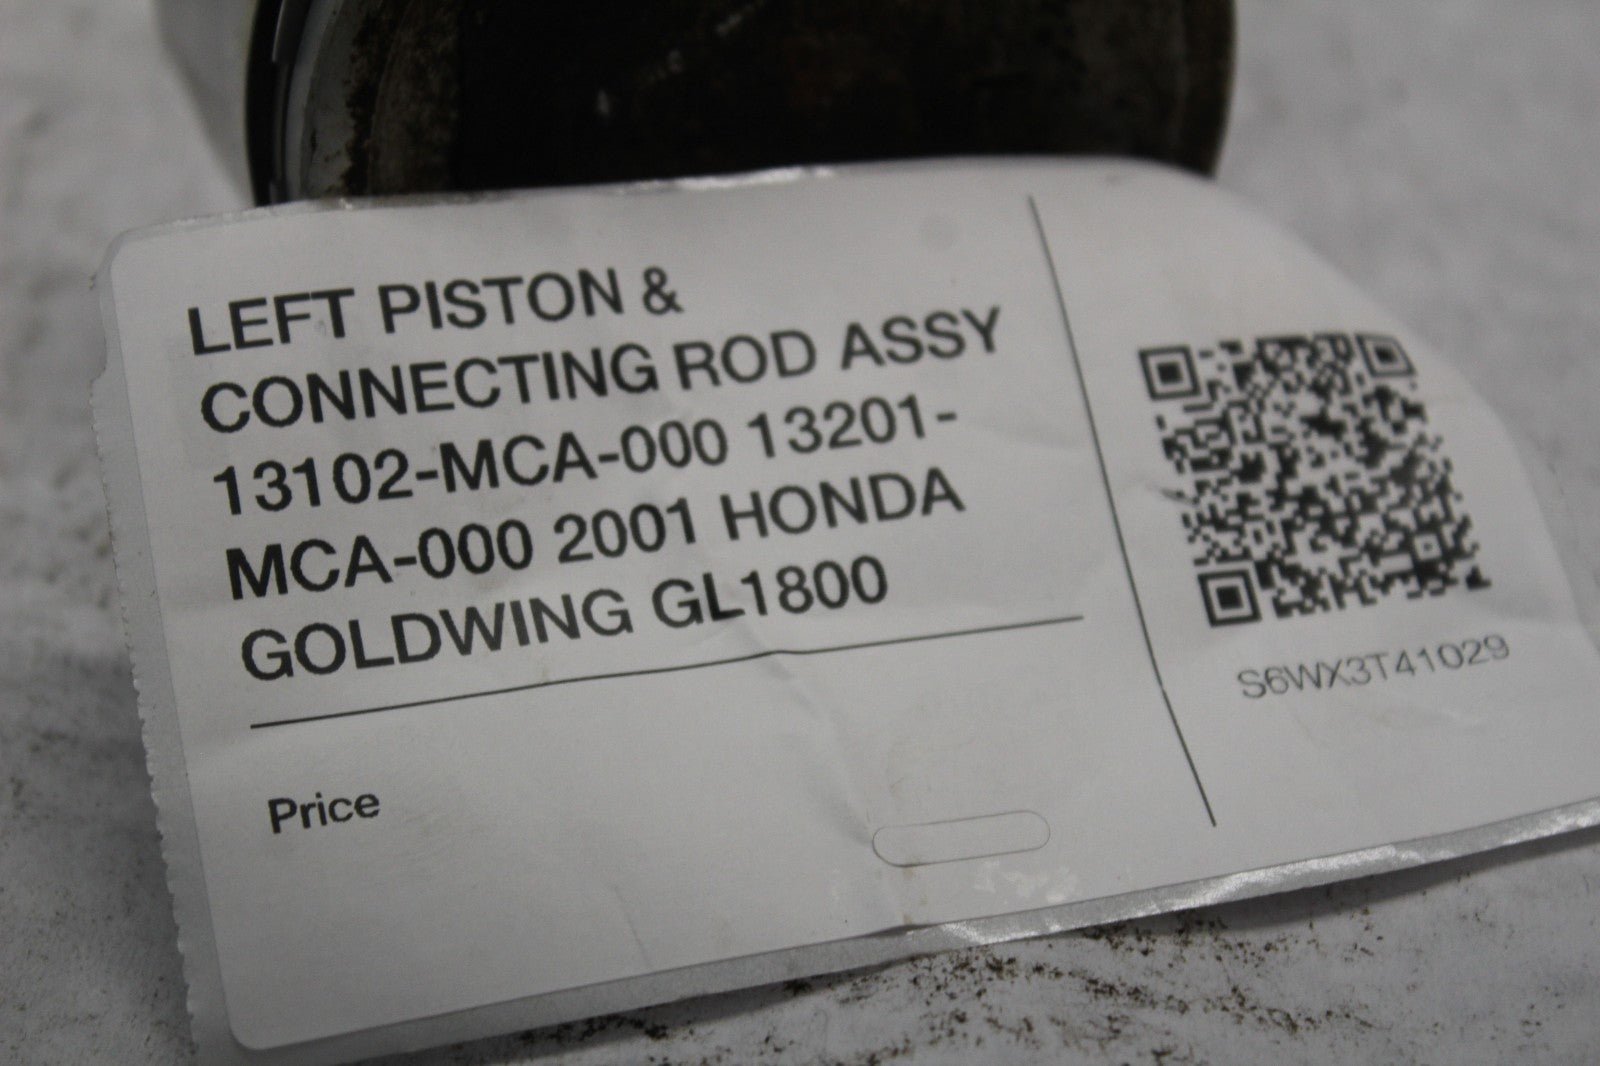 LEFT PISTON &
CONNECTING ROD ASSY
13102-MCA-000 13201-
MCA-000 2001 HONDA
GOLDWING GL1800
Price
S6WX3T41029